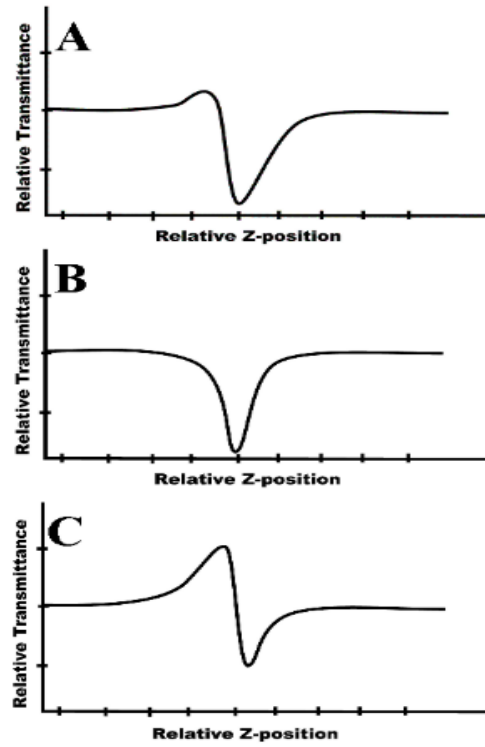 A
Relative Transmittance
Relative Z-position
B
Relative Transmittance
Relative Z-position
C
Relative Transmittance
Relative Z-position